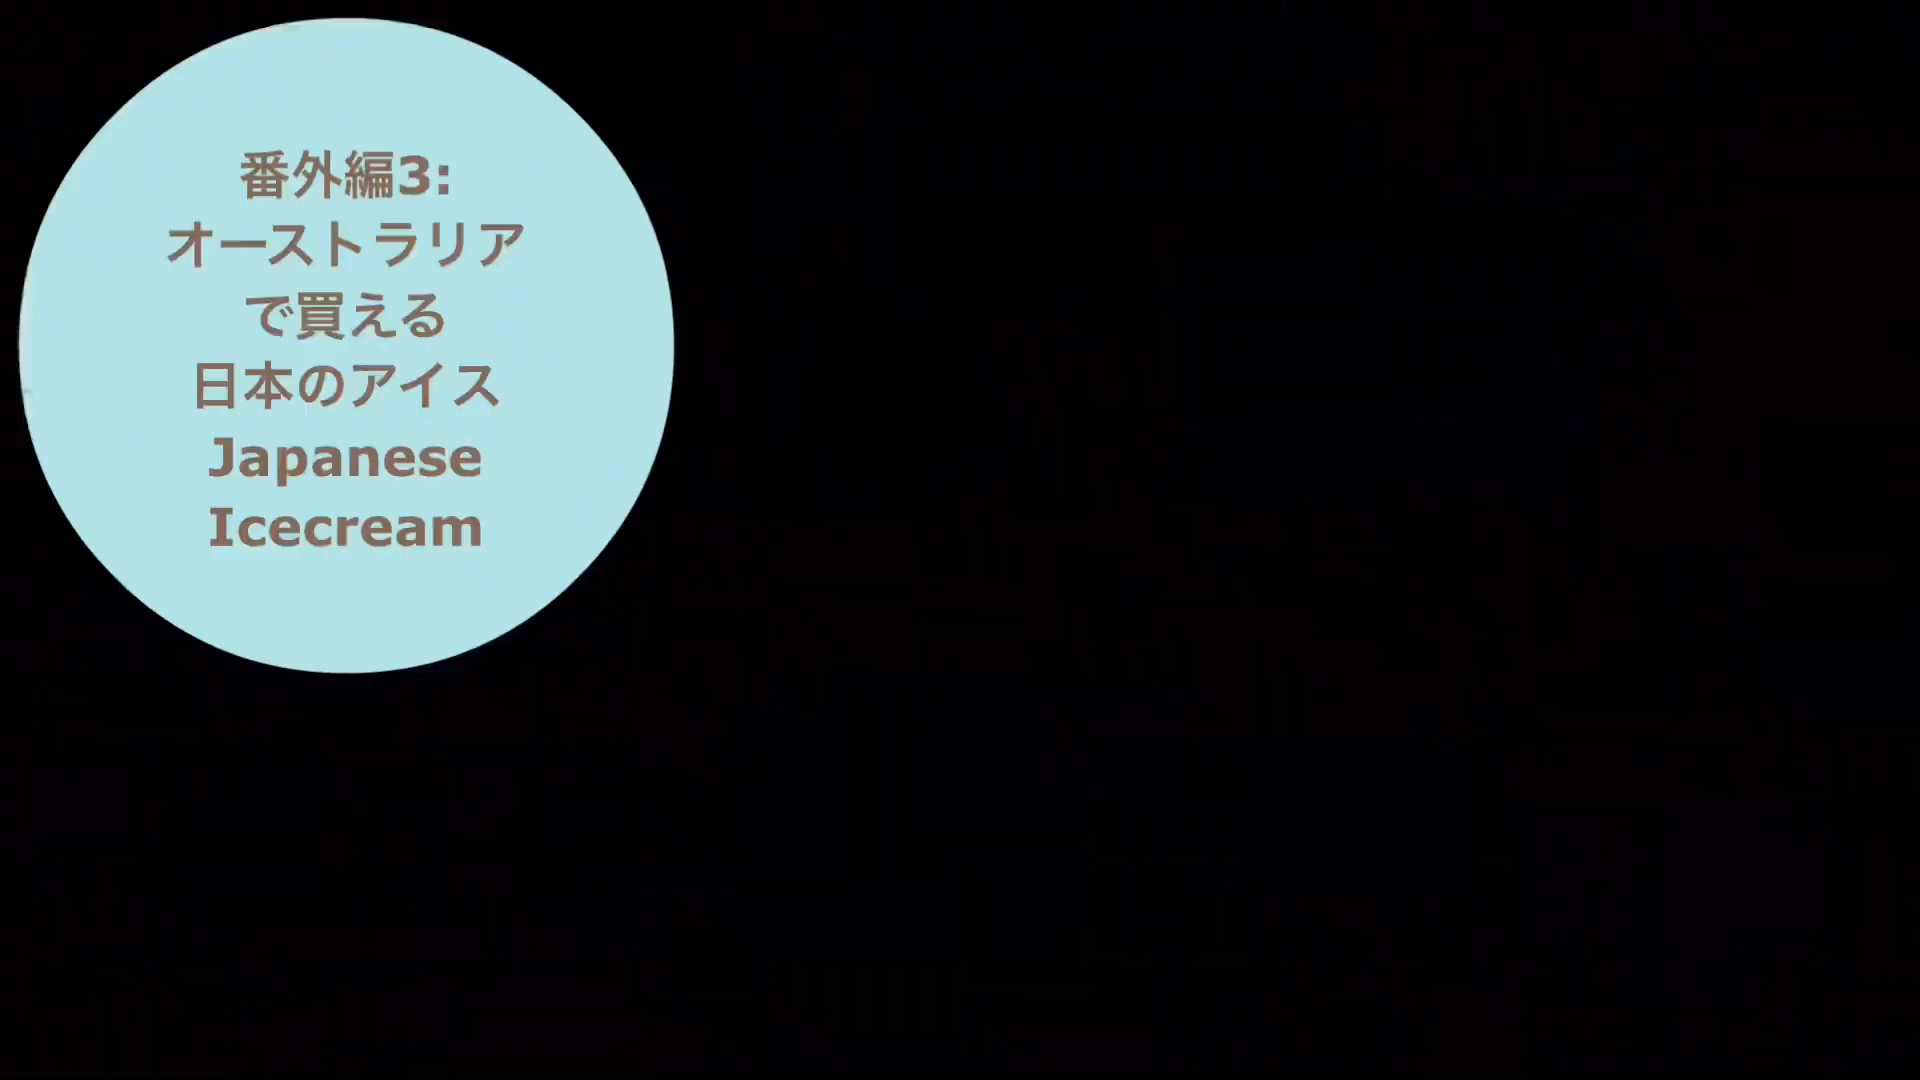 番外編3:
オーストラリア
で買える
日本のアイス
Japanese
Icecream